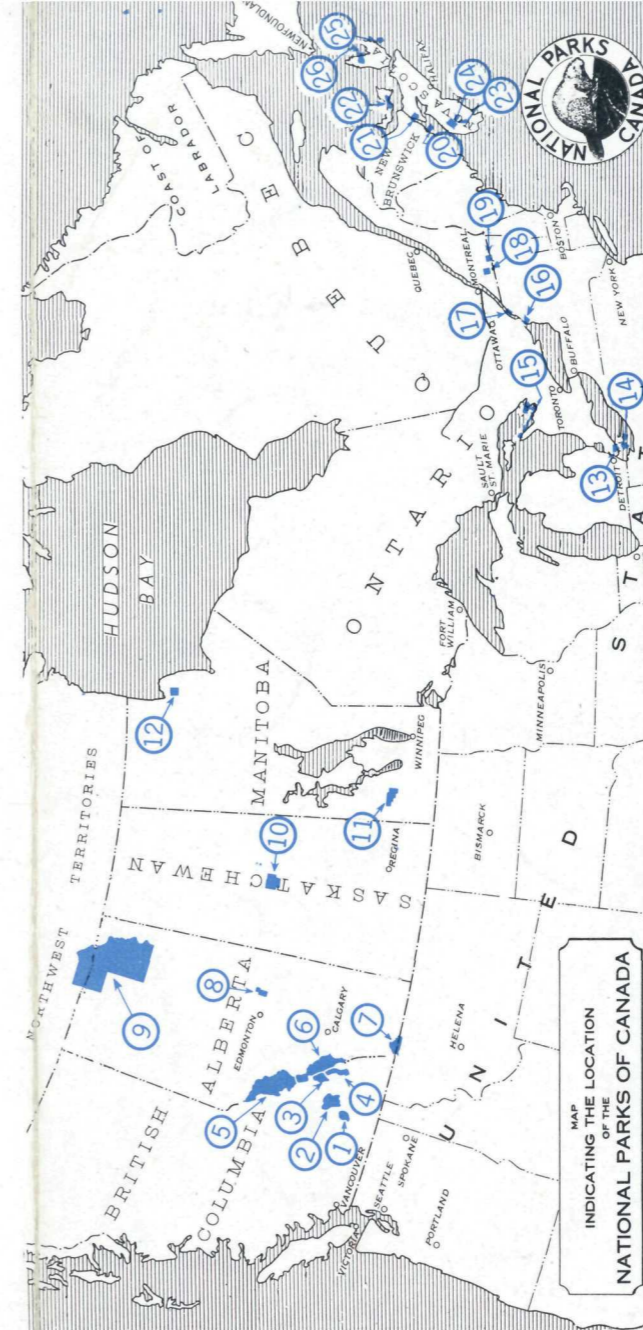 NORTHWEST TERRITORIES
HUDSON
BAY
COAST OF
LABRADOR
NEWFOUNDLAND
BRITISH
COLUMBIA
ALBERTA
SASKATCHEWAN
MANITOBA
ONTARIO
QUEBEC
NEW
BRUNSWICK
NOVA SCOTIA
EDMONTON
CALGARY
REGINA
WINNIPEG
VANCOUVER
VICTORIA
SEATTLE
SPOKANE
PORTLAND
HELENA
BISMARCK
MINNEAPOLIS
FORT
WILLIAM
SAULT
ST. MARIE
OTTAWA
MONTREAL
QUEBEC
TORONTO
BUFFALO
DETROIT
NEW YORK
BOSTON
HALIFAX
UNITED
STAT
1
2
3
4
5
6
7
8
9
10
11
12
13
14
15
16
17
18
19
20
21
22
23
24
25
26
MAP
INDICATING THE LOCATION
OF THE
NATIONAL PARKS OF CANADA
NATIONAL PARKS
CANADA